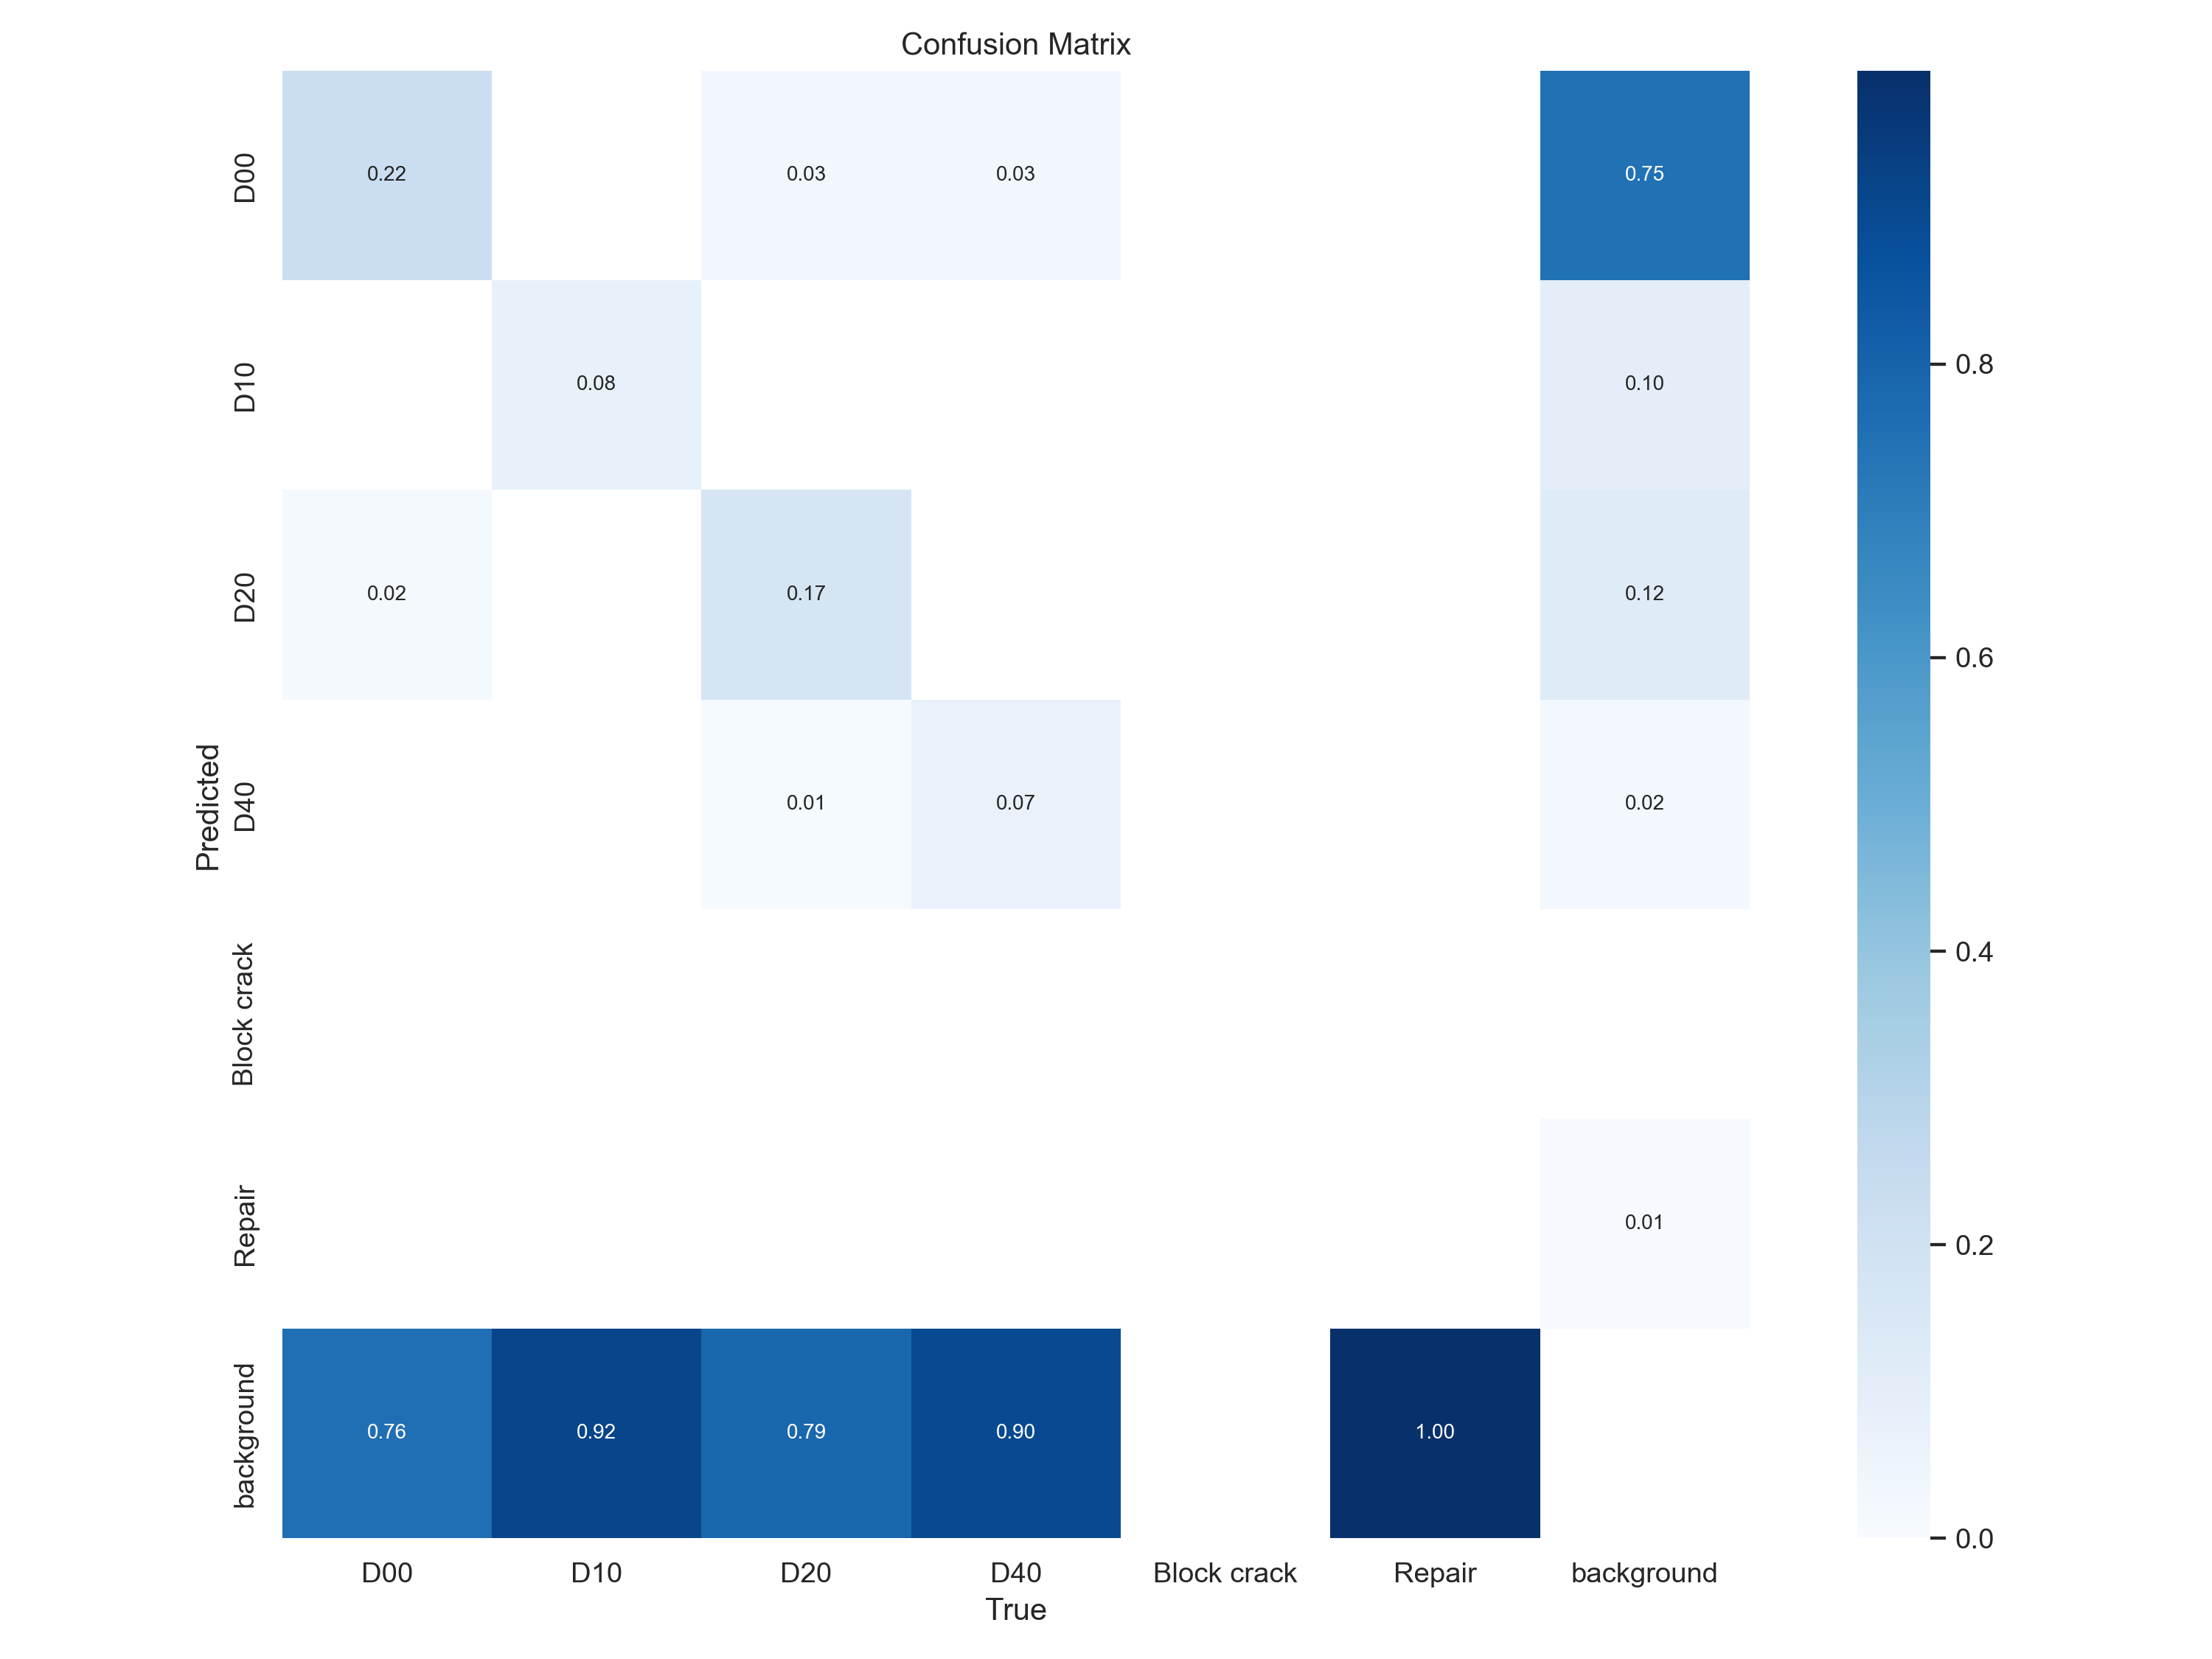 Confusion Matrix
D00
0.22
0.03
0.03
0.75
D10
0.08
0.10
D20
0.02
0.17
0.12
D40
0.01
0.07
0.02
Block crack
Repair
0.01
background
0.76
0.92
0.79
0.90
1.00
Predicted
D00
D10
D20
D40
Block crack
Repair
background
True
0.8
0.6
0.4
0.2
0.0